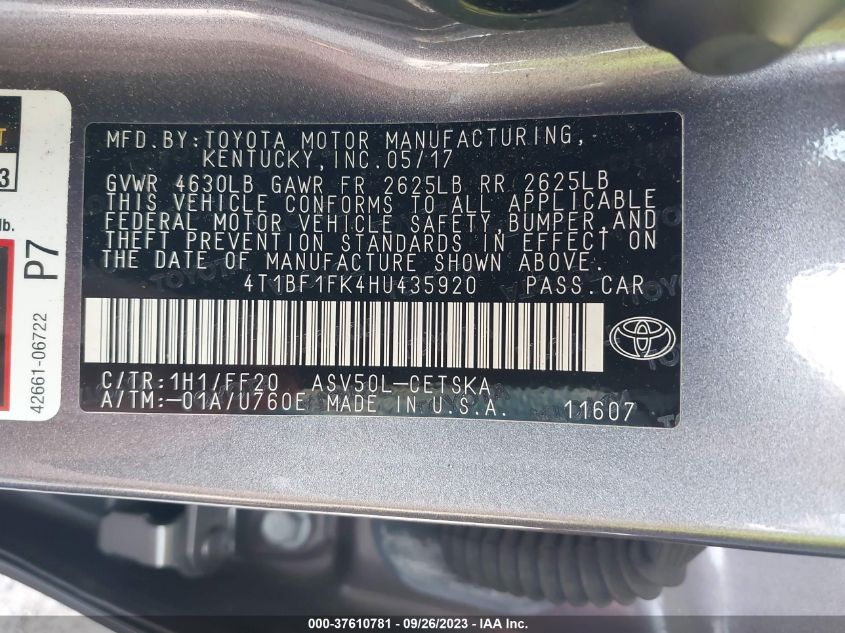 MFD.BY:TOYOTA MOTOR MANUFACTURING,
KENTUCKY,INC.05/17
GVWR 4630LB GAWR FR 2625LB RR 2625LB
THIS VEHICLE CONFORMS TO ALL APPLICABLE
FEDERAL MOTOR VEHICLE SAFETY,BUMPER,AND
THEFT PREVENTION STANDARDS IN EFFECT ON
THE DATE OF MANUFACTURE SHOWN ABOVE.
4T1BF1FK4HU435920 PASS.CAR
C/TR:1H1/FF20 ASV50L-CETSKA
A/TM:-01A/U760E MADE IN U.S.A. 11607
3
lb.
P7
42661-06722
000-37610781 - 09/26/2023 - IAA Inc.